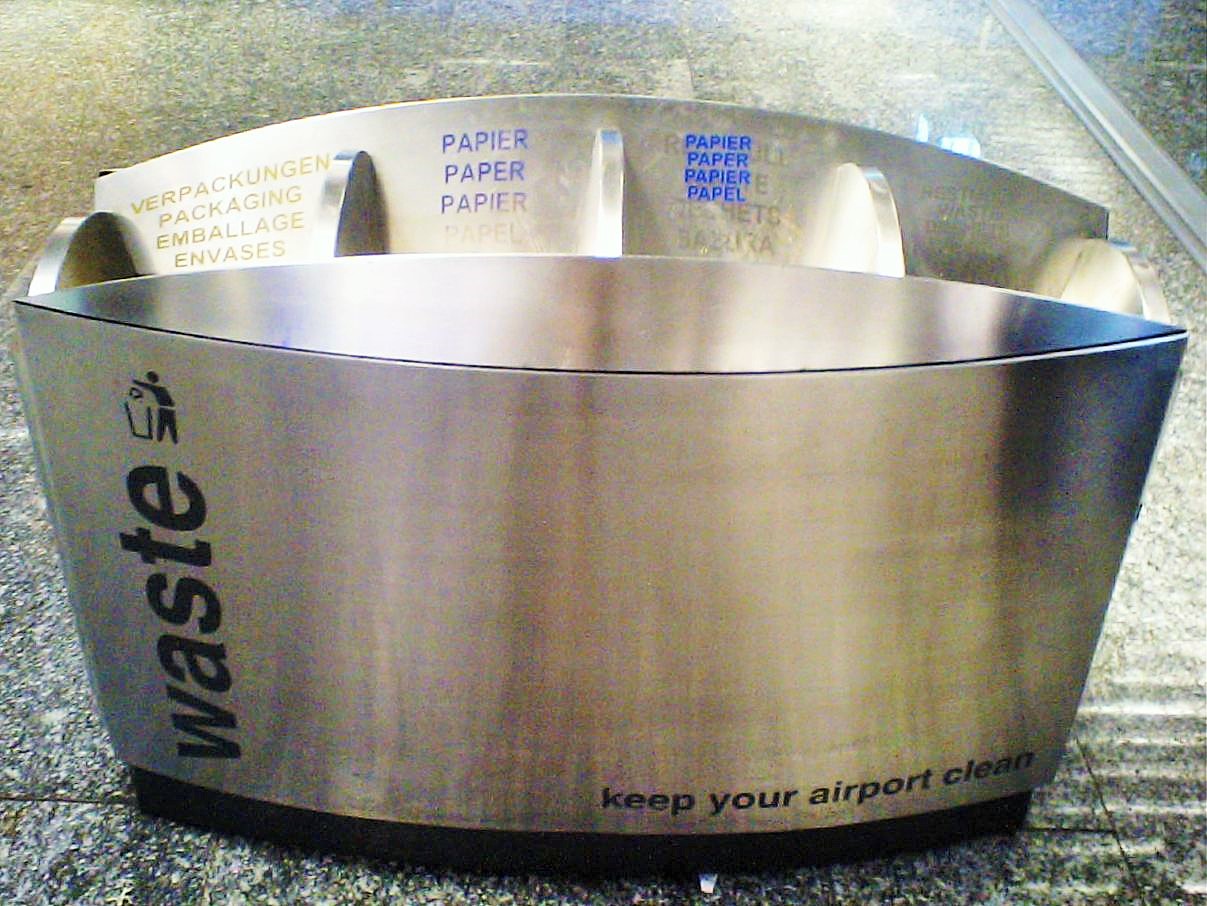 VERPACKUNGEN
PACKAGING
EMBALLAGE
ENVASES
PAPIER
PAPER
PAPIER
PAPEL
PAPIER
PAPER
PAPIER
PAPEL
waste
keep your airport clean